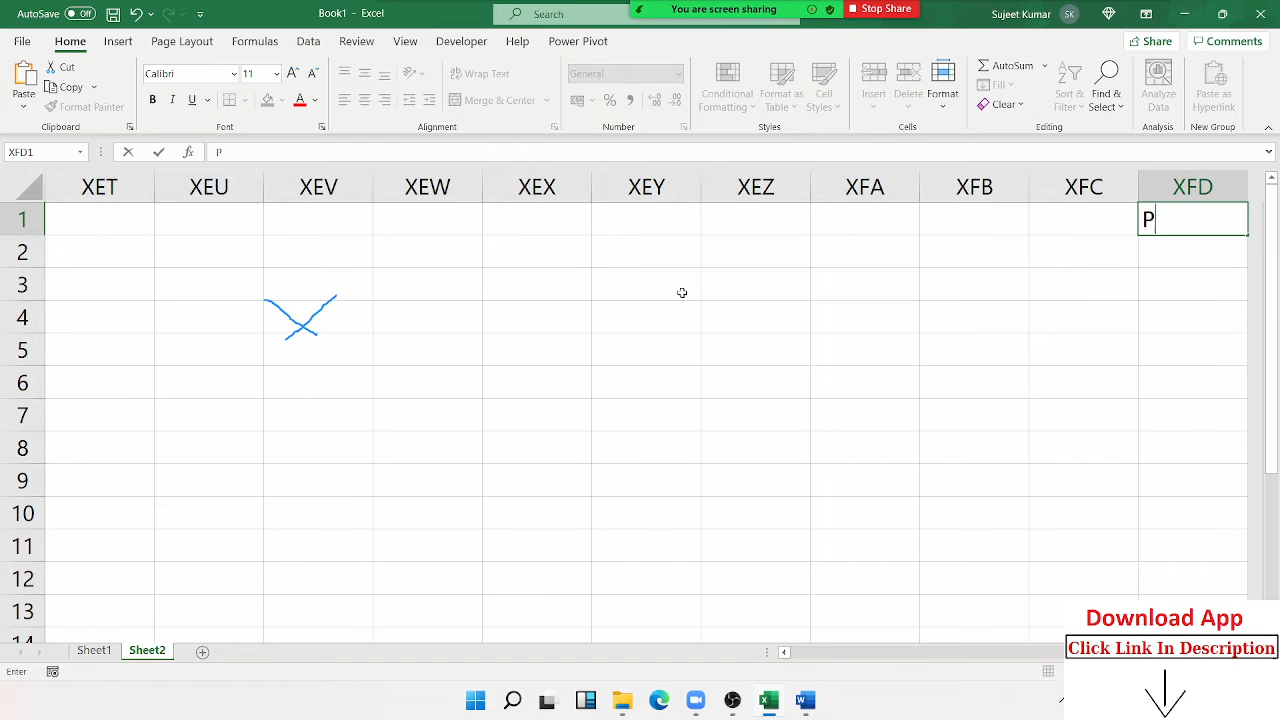 AutoSave Off Book1 - Excel Search You are screen sharing Stop Share Sujeet Kumar SK
File Home Insert Page Layout Formulas Data Review View Developer Help Power Pivot Share Comments
Paste Cut Copy Format Painter
Calibri 11
B I U
Wrap Text
Merge & Center
General
Conditional Formatting
Format as Table
Cell Styles
Insert Delete Format
AutoSum
Fill
Clear
Sort & Filter
Find & Select
Analyze Data
Paste as Hyperlink
Clipboard Font Alignment Number Styles Cells Editing Analysis New Group
XFD1 fx P
XET XEU XEV XEW XEX XEY XEZ XFA XFB XFC XFD
1 P
2
3
4
5
6
7
8
9
10
11
12
13
14
Sheet1 Sheet2
Enter
Download App
Click Link In Description